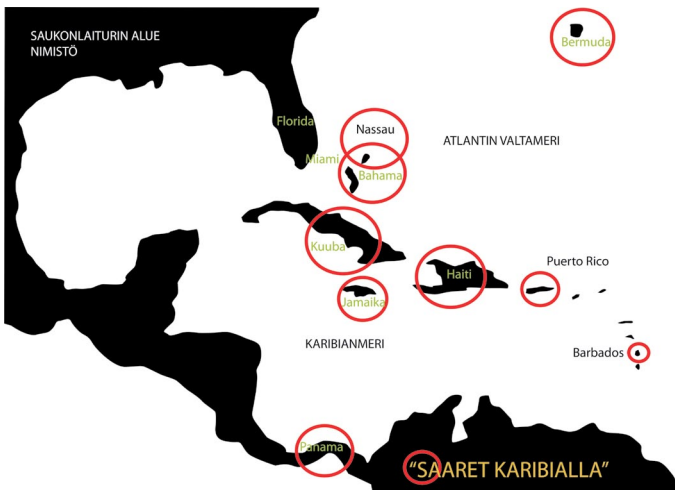 SAUKONLAITURIN ALUE
NIMISTÖ
Bermuda
Florida
Nassau
ATLANTIN VALTAMERI
Miami
Bahama
Kuuba
Haiti
Puerto Rico
Jamaika
KARIBIANMERI
Barbados
Panama
"SAARET KARIBIALLA"